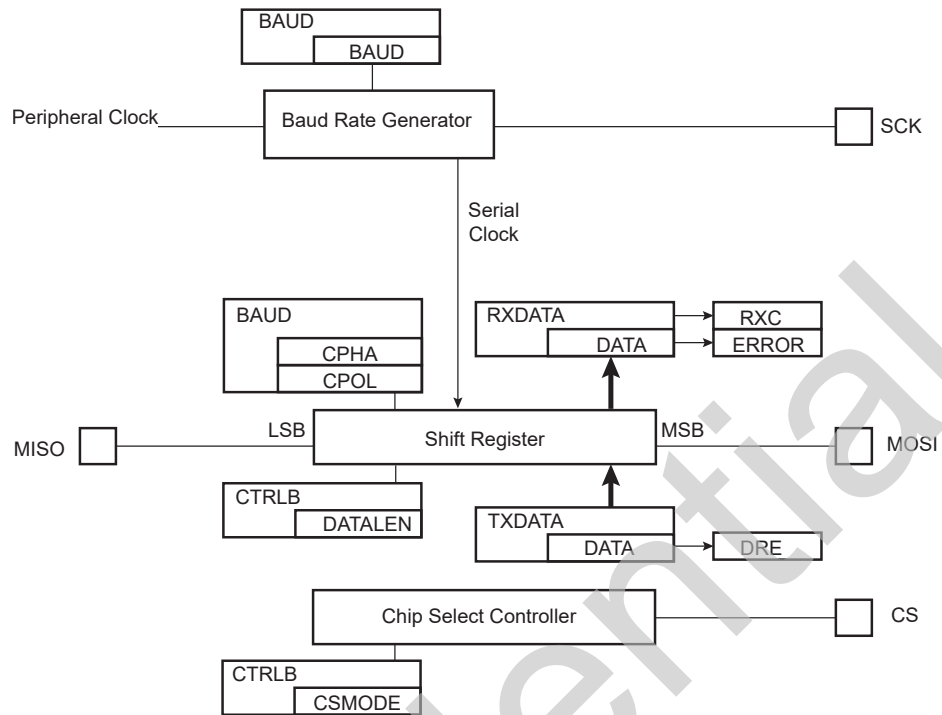 BAUD
BAUD
Peripheral Clock
Baud Rate Generator
SCK
Serial
Clock
BAUD
CPHA
CPOL
RXDATA
DATA
RXC
ERROR
MISO
LSB
Shift Register
MSB
MOSI
CTRLB
DATALEN
TXDATA
DATA
DRE
Chip Select Controller
CS
CTRLB
CSMODE